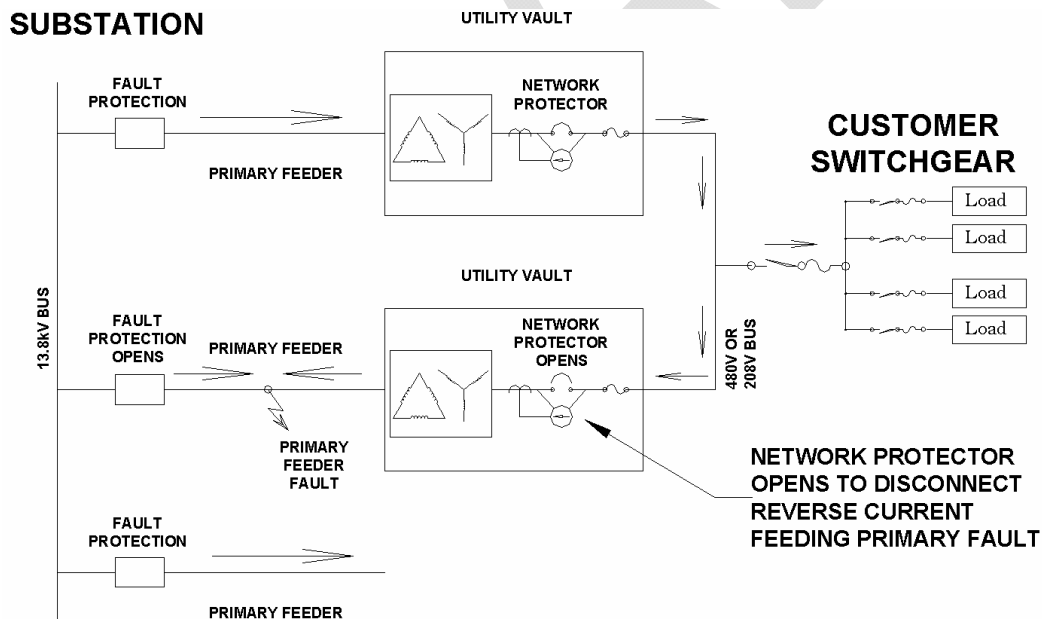 SUBSTATION
UTILITY VAULT
FAULT
PROTECTION
NETWORK
PROTECTOR
PRIMARY FEEDER
CUSTOMER
SWITCHGEAR
Load
Load
Load
Load
13.8kV BUS
480V OR
208V BUS
UTILITY VAULT
FAULT
PROTECTION
OPENS
PRIMARY FEEDER
NETWORK
PROTECTOR
OPENS
PRIMARY
FEEDER
FAULT
NETWORK PROTECTOR
OPENS TO DISCONNECT
REVERSE CURRENT
FEEDING PRIMARY FAULT
FAULT
PROTECTION
PRIMARY FEEDER